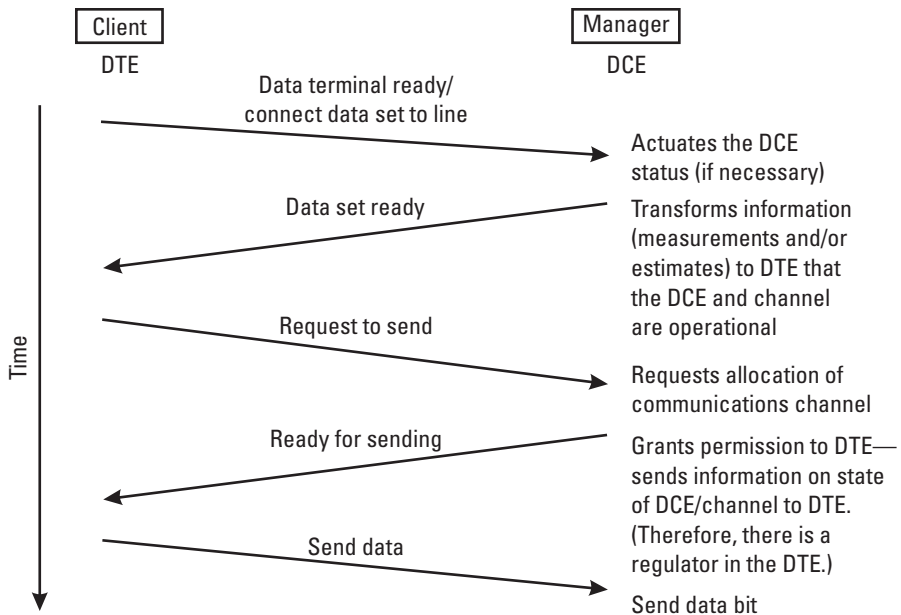 Client
Manager
DTE
DCE
Data terminal ready/
connect data set to line
Actuates the DCE
status (if necessary)
Data set ready
Transforms information
(measurements and/or
estimates) to DTE that
the DCE and channel
are operational
Time
Request to send
Requests allocation of
communications channel
Ready for sending
Grants permission to DTE—
sends information on state
of DCE/channel to DTE.
(Therefore, there is a
regulator in the DTE.)
Send data
Send data bit